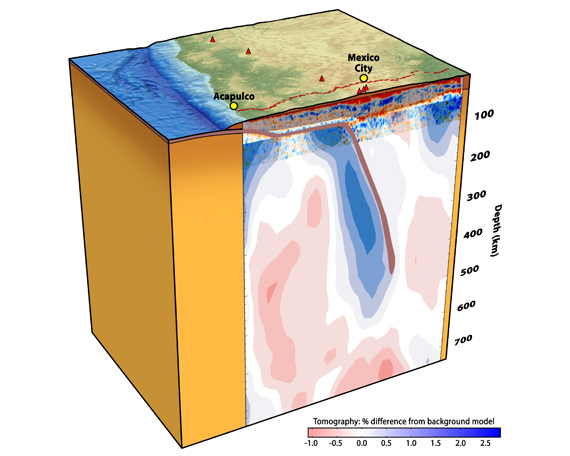 Mexico
City
Acapulco
100
200
300
400
500
600
700
Depth (km)
Tomography: % difference from background model
-1.0 -0.5 0.0 0.5 1.0 1.5 2.0 2.5